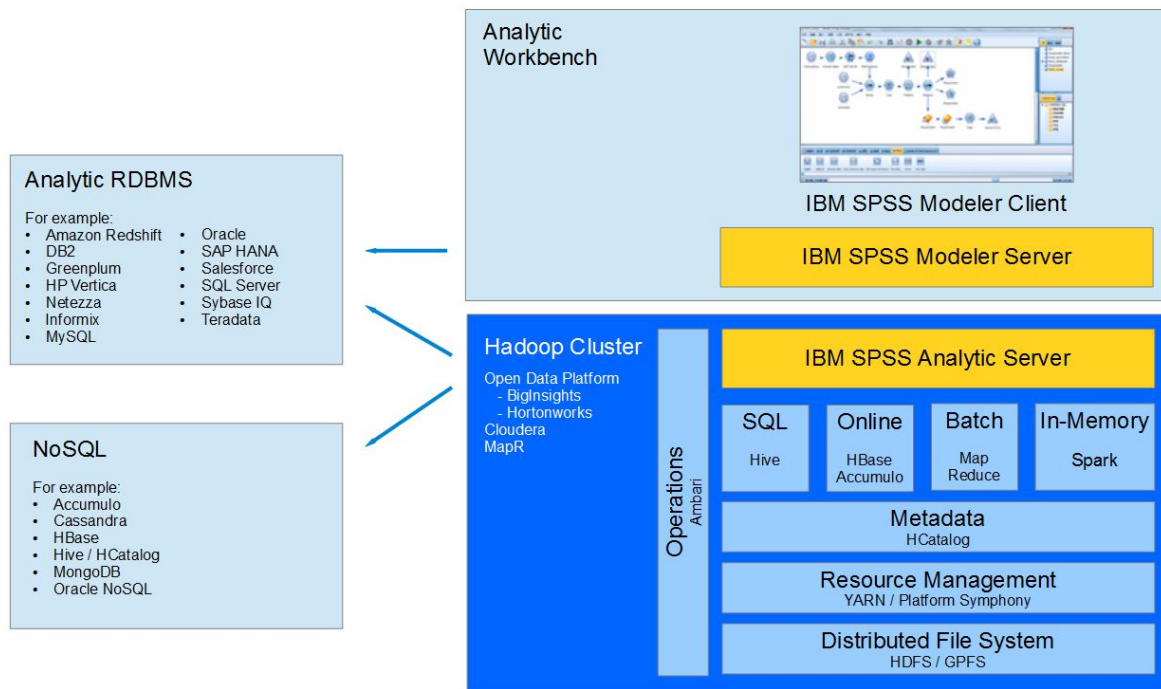 Analytic
Workbench
IBM SPSS Modeler Client
IBM SPSS Modeler Server
Analytic RDBMS
For example:
• Amazon Redshift
• DB2
• Greenplum
• HP Vertica
• Netezza
• Informix
• MySQL
• Oracle
• SAP HANA
• Salesforce
• SQL Server
• Sybase IQ
• Teradata
NoSQL
For example:
• Accumulo
• Cassandra
• HBase
• Hive / HCatalog
• MongoDB
• Oracle NoSQL
Hadoop Cluster
Open Data Platform
- BigInsights
- Hortonworks
Cloudera
MapR
Operations
Ambari
IBM SPSS Analytic Server
SQL
Hive
Online
HBase
Accumulo
Batch
Map
Reduce
In-Memory
Spark
Metadata
HCatalog
Resource Management
YARN / Platform Symphony
Distributed File System
HDFS / GPFS